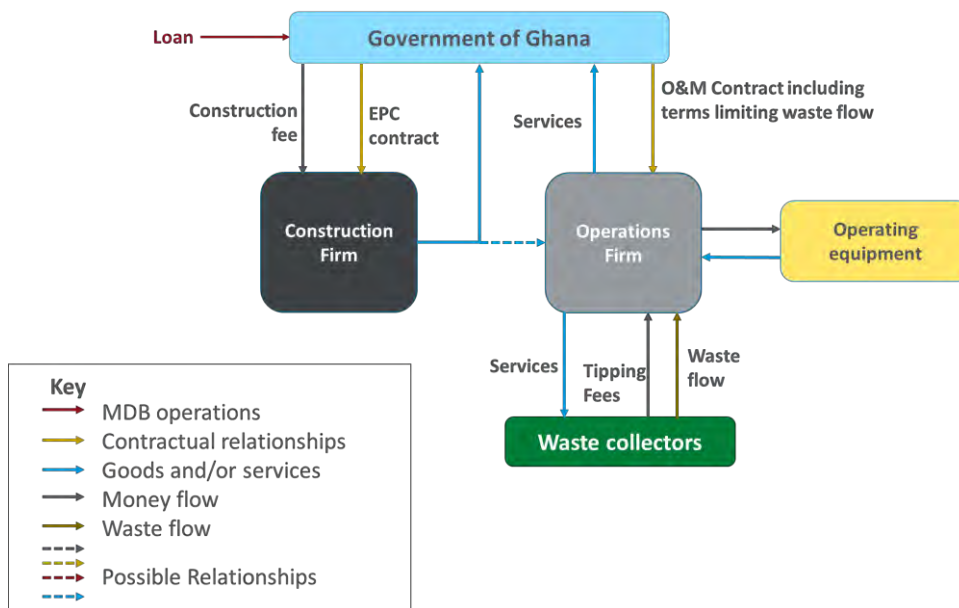 Loan
Government of Ghana
Construction
fee
EPC
contract
Services
O&M Contract including
terms limiting waste flow
Construction
Firm
Operations
Firm
Operating
equipment
Services
Tipping
Fees
Waste
flow
Waste collectors
Key
MDB operations
Contractual relationships
Goods and/or services
Money flow
Waste flow
Possible Relationships